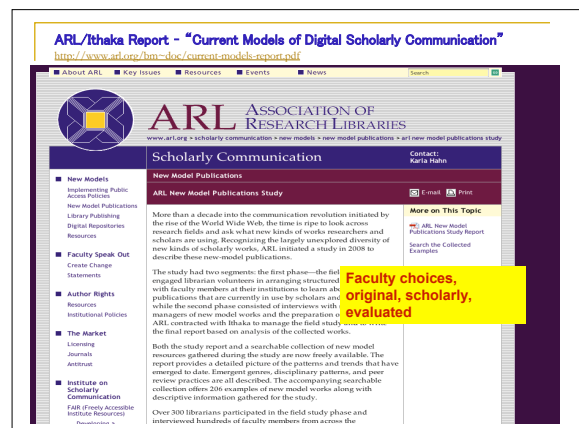 ARL/Ithaka Report - “Current Models of Digital Scholarly Communication”
http://www.arl.org/bm~doc/current-models-report.pdf
About ARL Key Issues Resources Events News Search
ARL ASSOCIATION OF
RESEARCH LIBRARIES
www.arl.org > scholarly communication > new models > new model publications > arl new model publications study
Scholarly Communication
Contact:
Karla Hahn
New Model Publications
ARL New Model Publications Study
E-mail Print
New Models
Implementing Public
Access Policies
New Model Publications
Library Publishing
Digital Repositories
Resources
Faculty Speak Out
Create Change
Statements
Author Rights
Resources
Institutional Policies
The Market
Licensing
Journals
Antitrust
Institute on
Scholarly
Communication
FAIR (Freely Accessible
Institute Resources)
Developing a
More than a decade into the communication revolution initiated by
the rise of the World Wide Web, the time is ripe to look across
research fields and ask what new kinds of works researchers and
scholars are using. Recognizing the largely unexplored diversity of
new kinds of scholarly works, ARL initiated a study in 2008 to
describe these new-model publications.
The study had two segments: the first phase—the fiel
engaged librarian volunteers in arranging structured
with faculty members at their institutions to learn ab
publications that are currently in use by scholars and
while the second phase consisted of interviews with
managers of new model works and the preparation o
ARL contracted with Ithaka to manage the field study
the final report based on analysis of the collected works.
Both the study report and a searchable collection of new model
resources gathered during the study are now freely available. The
report provides a detailed picture of the patterns and trends that have
emerged to date. Emergent genres, disciplinary patterns, and peer
review practices are all described. The accompanying searchable
collection offers 206 examples of new model works along with
descriptive information gathered for the study.
Over 300 librarians participated in the field study phase and
interviewed hundreds of faculty members from across the
More on This Topic
ARL New Model
Publications Study Report
Search the Collected
Examples
Faculty choices,
original, scholarly,
evaluated